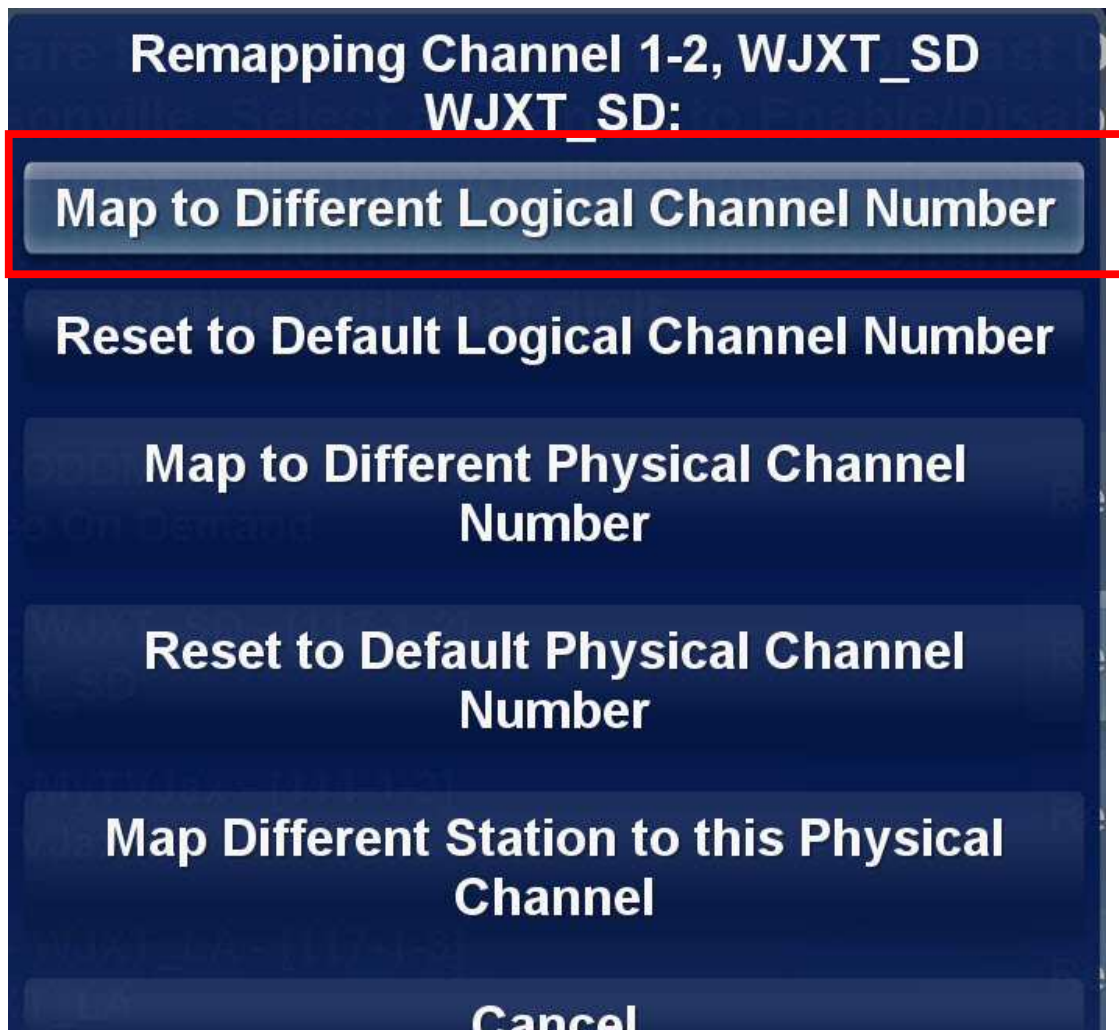 Remapping Channel 1-2, WJXT_SD
WJXT_SD:
Map to Different Logical Channel Number
Reset to Default Logical Channel Number
Map to Different Physical Channel
Number
Reset to Default Physical Channel
Number
Map Different Station to this Physical
Channel
Cancel